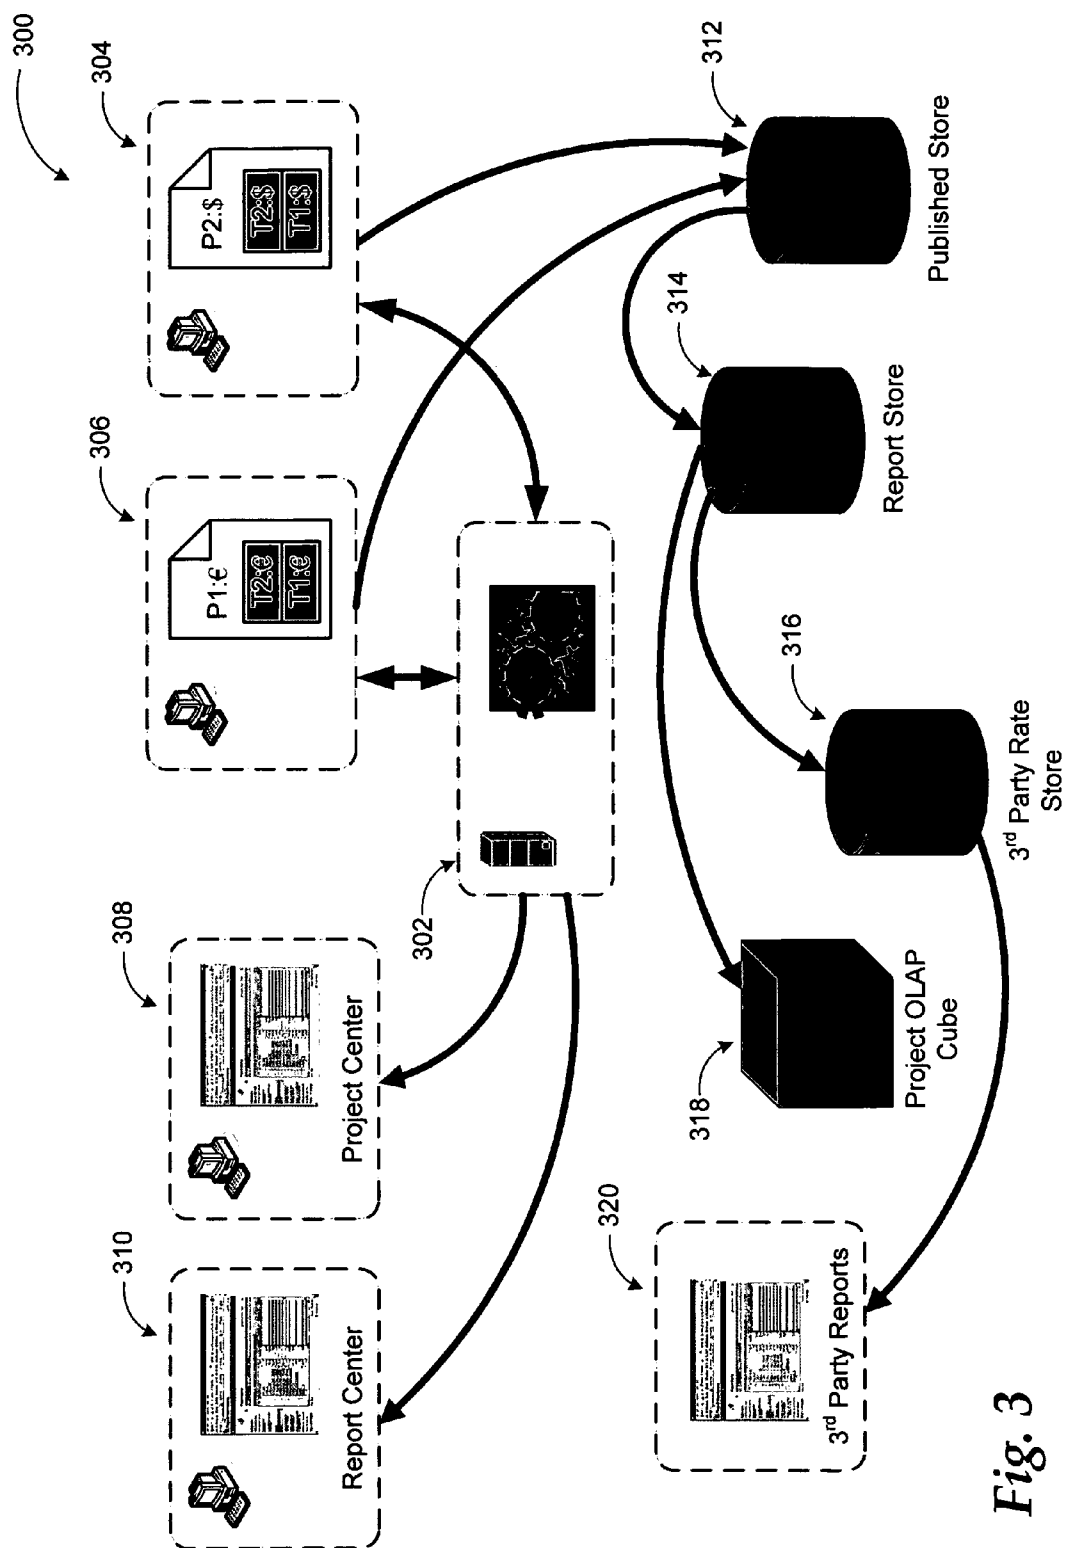 300
310
Report Center
308
Project Center
306
P1:€
T2:€
T1:€
304
P2:$
T2:$
T1:$
302
320
3rd Party Reports
318
Project OLAP
Cube
316
3rd Party Rate
Store
314
Report Store
312
Published Store
Fig. 3